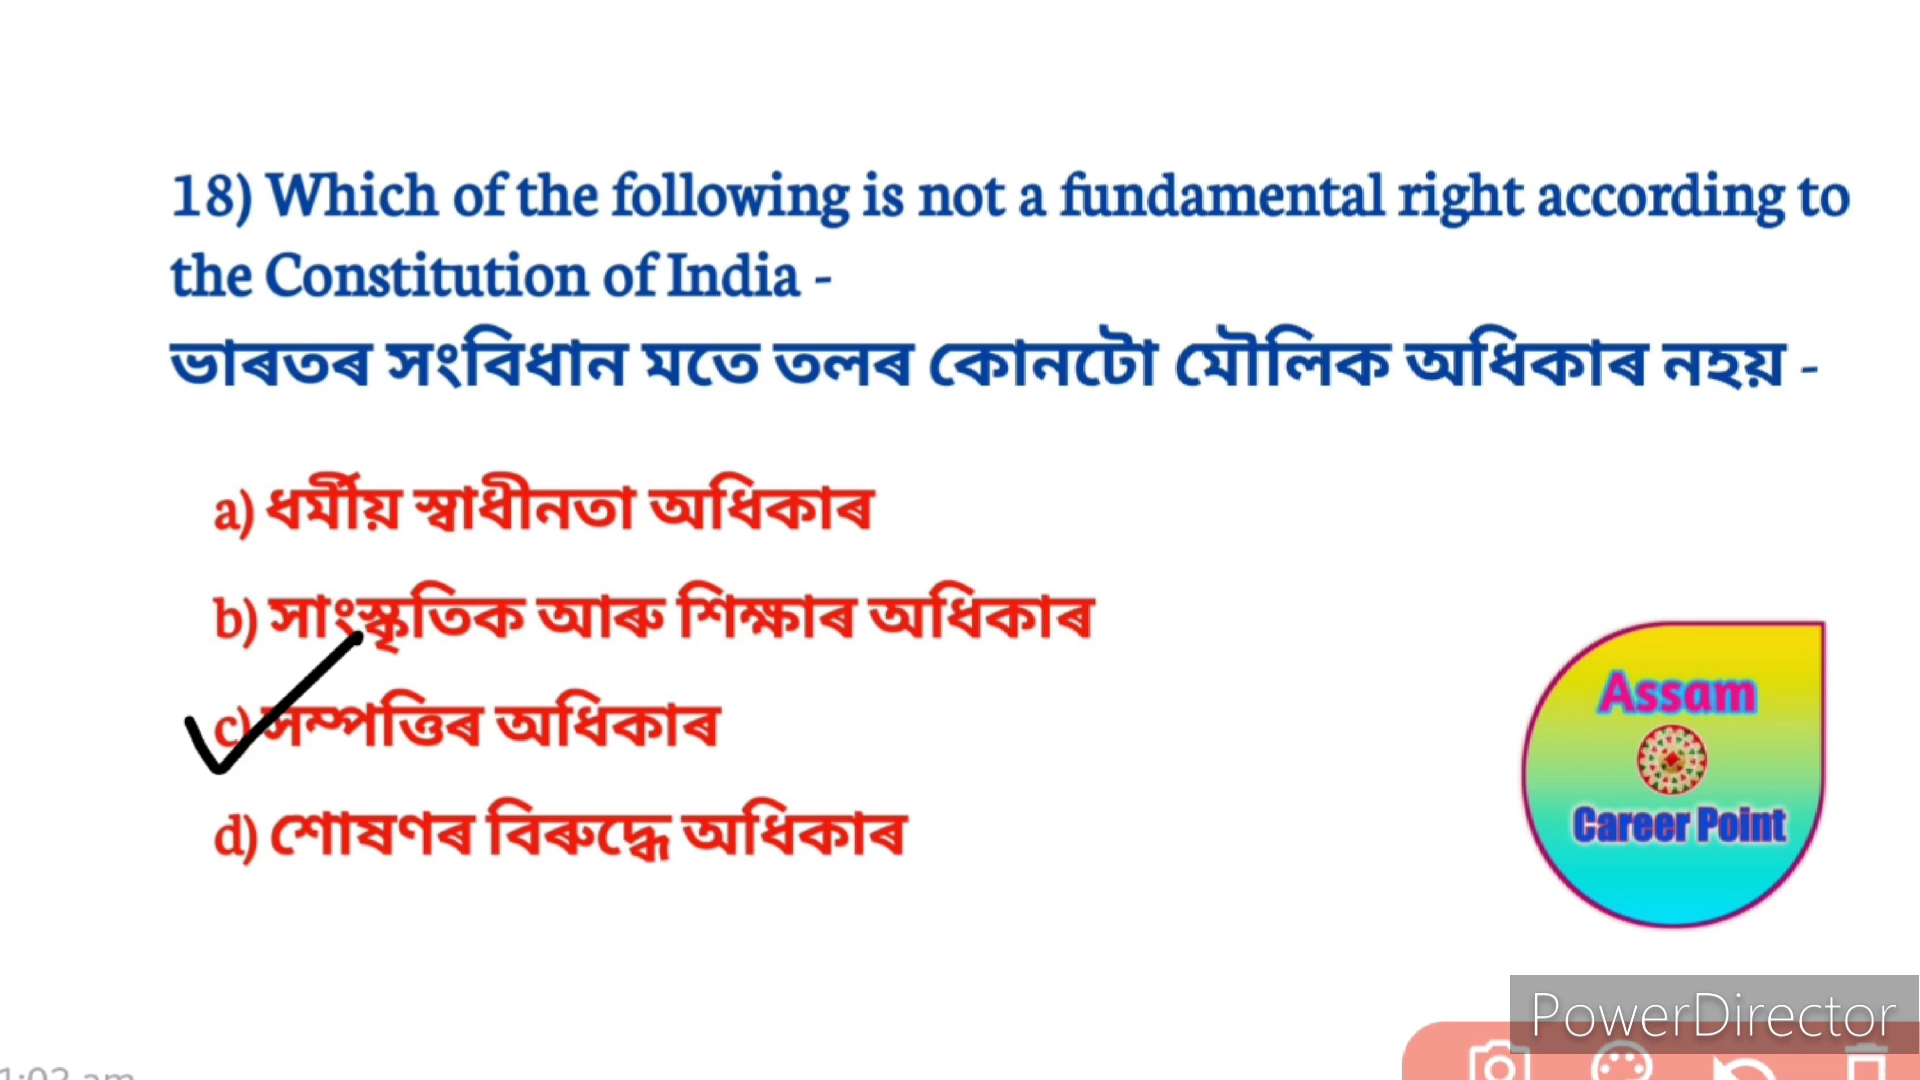 18) Which of the following is not a fundamental right according to
the Constitution of India -
ভাৰতৰ সংবিধান মতে তলৰ কোনটো মৌলিক অধিকাৰ নহয় -
a) ধৰ্মীয় স্বাধীনতা অধিকাৰ
b) সাংস্কৃতিক আৰু শিক্ষাৰ অধিকাৰ
c) সম্পত্তিৰ অধিকাৰ
d) শোষণৰ বিৰুদ্ধে অধিকাৰ
Assam
Career Point
PowerDirector